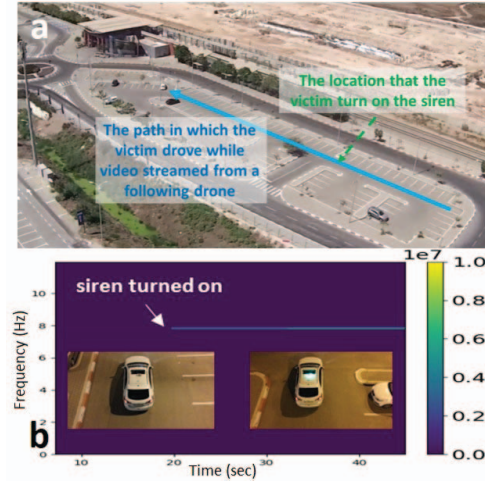 a
The location that the
victim turn on the siren
The path in which the
victim drove while
video streamed from a
following drone
1e7
siren turned on
Frequency (Hz)
10
8
6
4
2
0
10
20
30
40
Time (sec)
1.0
0.8
0.6
0.4
0.2
0.0
b